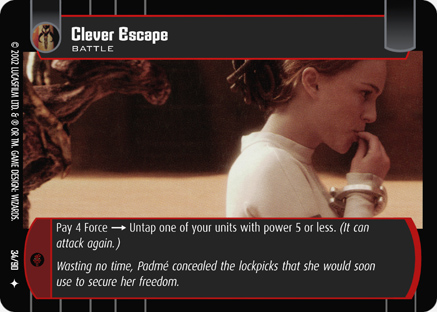 Clever Escape
BATTLE
Pay 4 Force → Untap one of your units with power 5 or less. (It can
attack again.)
Wasting no time, Padmé concealed the lockpicks that she would soon
use to secure her freedom.
© 2002 LUCASFILM LTD. & ® OR TM. GAME DESIGN: WIZARDS.
34/180